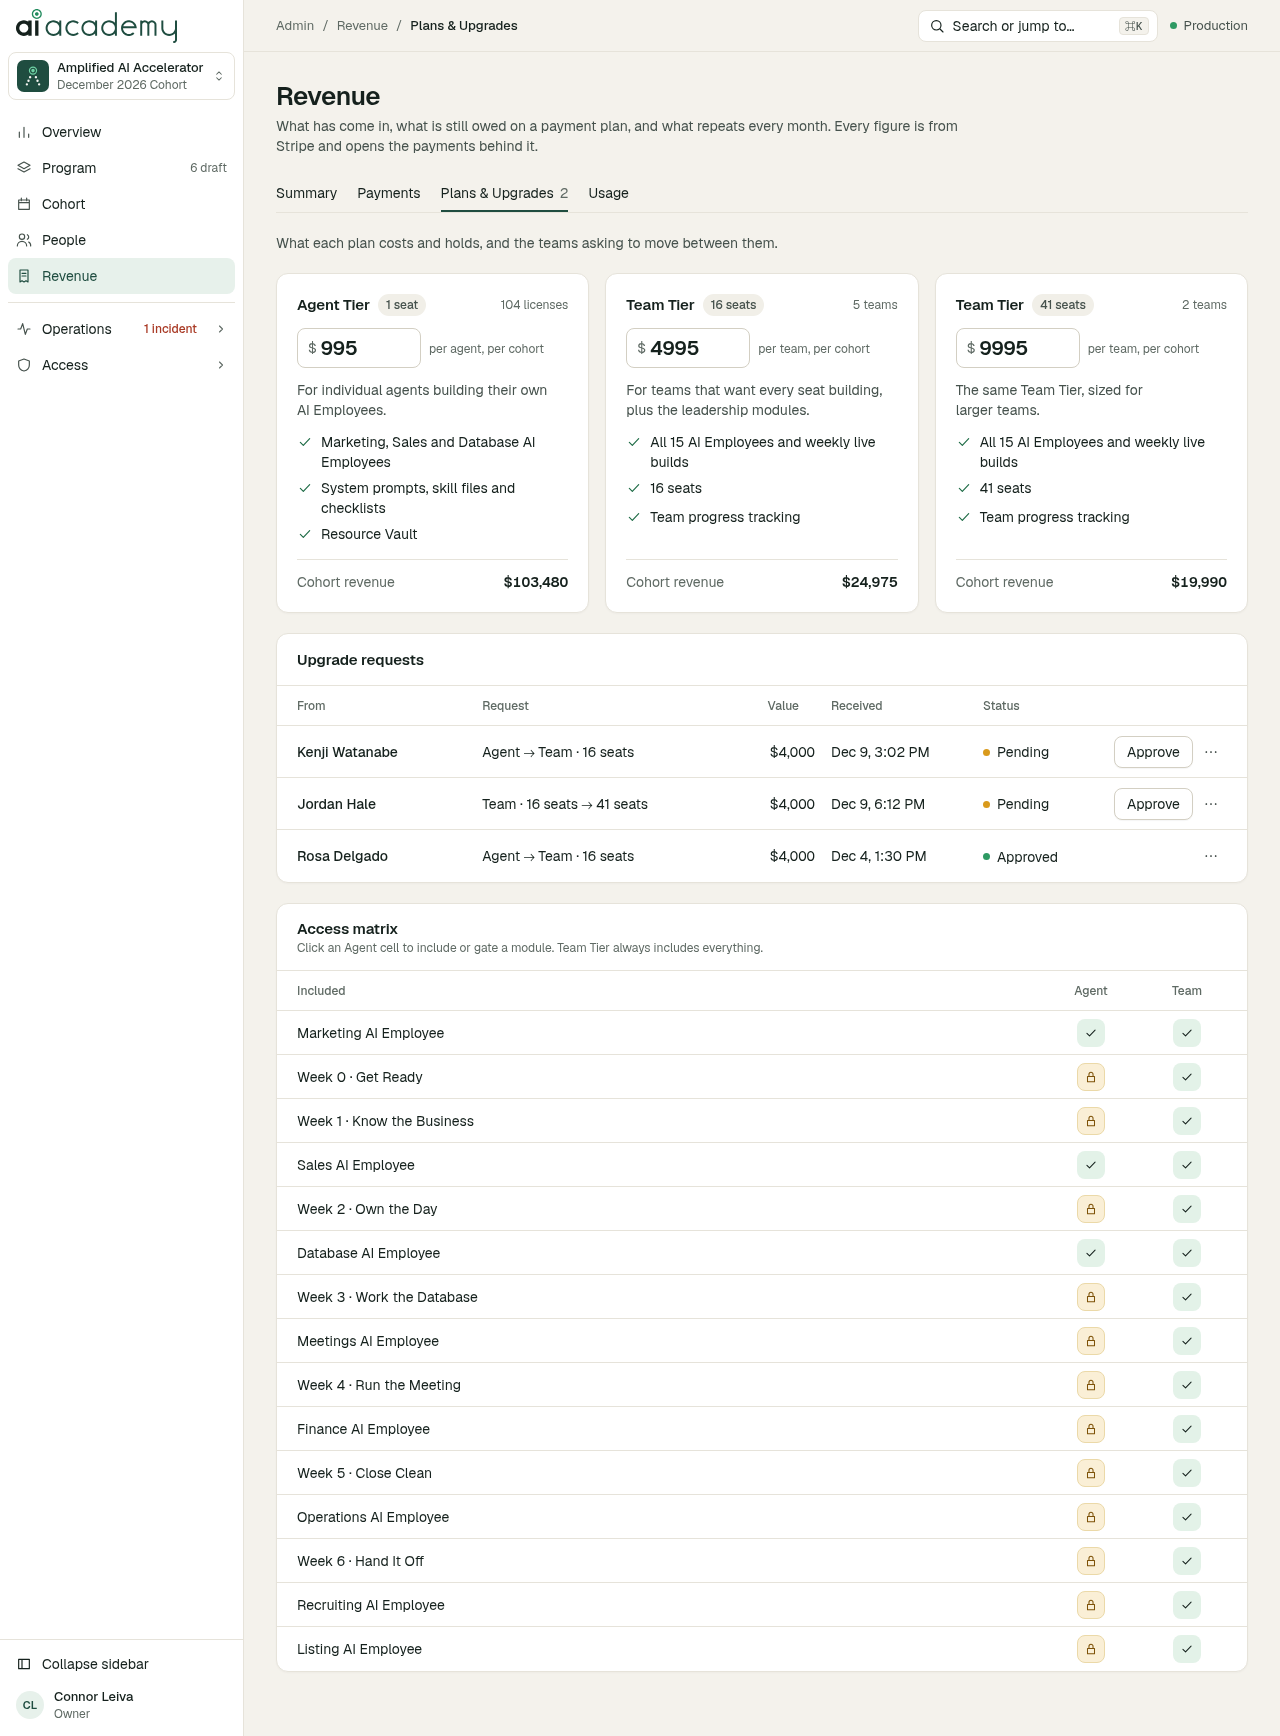 ai academy
Amplified AI Accelerator
December 2026 Cohort
Overview
Program 6 draft
Cohort
People
Revenue
Operations 1 incident
Access
Collapse sidebar
CL Connor Leiva
Owner
Admin / Revenue / Plans & Upgrades
Search or jump to... ⌘K
Production
Revenue
What has come in, what is still owed on a payment plan, and what repeats every month. Every figure is from
Stripe and opens the payments behind it.
Summary Payments Plans & Upgrades 2 Usage
What each plan costs and holds, and the teams asking to move between them.
Agent Tier 1 seat 104 licenses
$ 995 per agent, per cohort
For individual agents building their own
AI Employees.
Marketing, Sales and Database AI
Employees
System prompts, skill files and
checklists
Resource Vault
Cohort revenue $103,480
Team Tier 16 seats 5 teams
$ 4995 per team, per cohort
For teams that want every seat building,
plus the leadership modules.
All 15 AI Employees and weekly live
builds
16 seats
Team progress tracking
Cohort revenue $24,975
Team Tier 41 seats 2 teams
$ 9995 per team, per cohort
The same Team Tier, sized for
larger teams.
All 15 AI Employees and weekly live
builds
41 seats
Team progress tracking
Cohort revenue $19,990
Upgrade requests
From Request Value Received Status
Kenji Watanabe Agent → Team · 16 seats $4,000 Dec 9, 3:02 PM Pending Approve ···
Jordan Hale Team · 16 seats → 41 seats $4,000 Dec 9, 6:12 PM Pending Approve ···
Rosa Delgado Agent → Team · 16 seats $4,000 Dec 4, 1:30 PM Approved ···
Access matrix
Click an Agent cell to include or gate a module. Team Tier always includes everything.
Included Agent Team
Marketing AI Employee
Week 0 · Get Ready
Week 1 · Know the Business
Sales AI Employee
Week 2 · Own the Day
Database AI Employee
Week 3 · Work the Database
Meetings AI Employee
Week 4 · Run the Meeting
Finance AI Employee
Week 5 · Close Clean
Operations AI Employee
Week 6 · Hand It Off
Recruiting AI Employee
Listing AI Employee